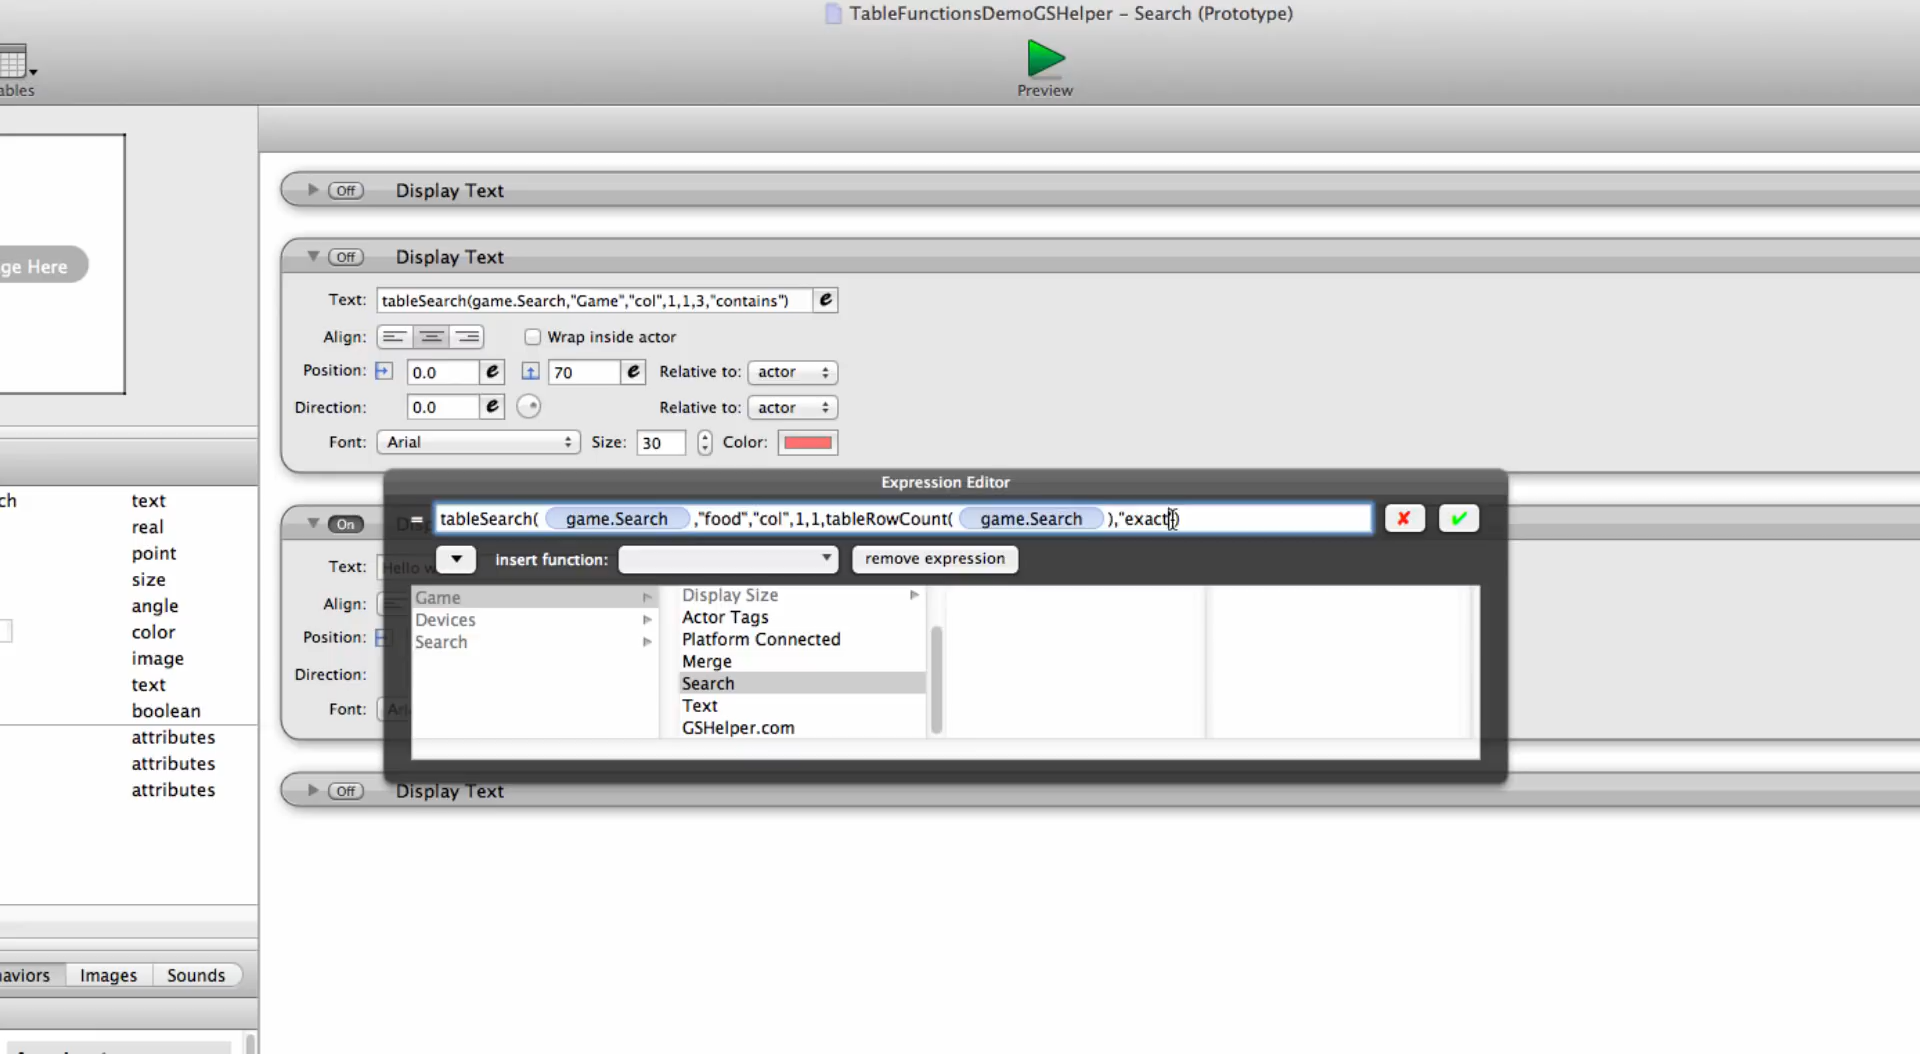 TableFunctionsDemoGSHelper – Search (Prototype)
ables
Preview
ge Here
Off Display Text
Off Display Text
Text: tableSearch(game.Search,"Game","col",1,1,3,"contains") e
Align: Wrap inside actor
Position: 0.0 e 70 e Relative to: actor
Direction: 0.0 e Relative to: actor
Font: Arial Size: 30 Color:
Expression Editor
= tableSearch( game.Search ,"food","col",1,1,tableRowCount( game.Search ),"exact")
insert function: remove expression
Game Display Size
Devices Actor Tags
Search Platform Connected
Merge
Search
Text
GSHelper.com
On
Text: Hello w
Align:
Position:
Direction:
Font: Ar
Off Display Text
ch text
real
point
size
angle
color
image
text
boolean
attributes
attributes
attributes
haviors Images Sounds